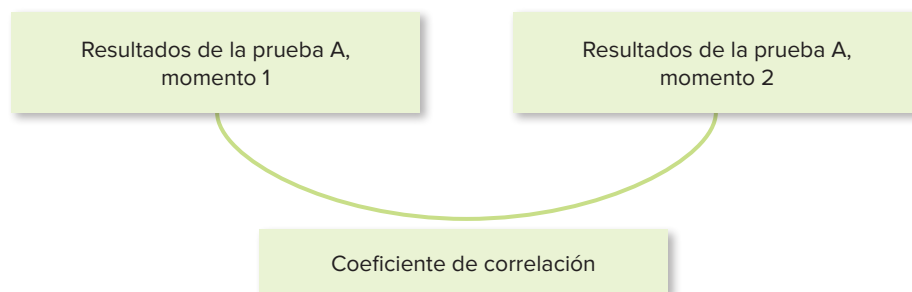 Resultados de la prueba A,
momento 1
Resultados de la prueba A,
momento 2
Coeficiente de correlación